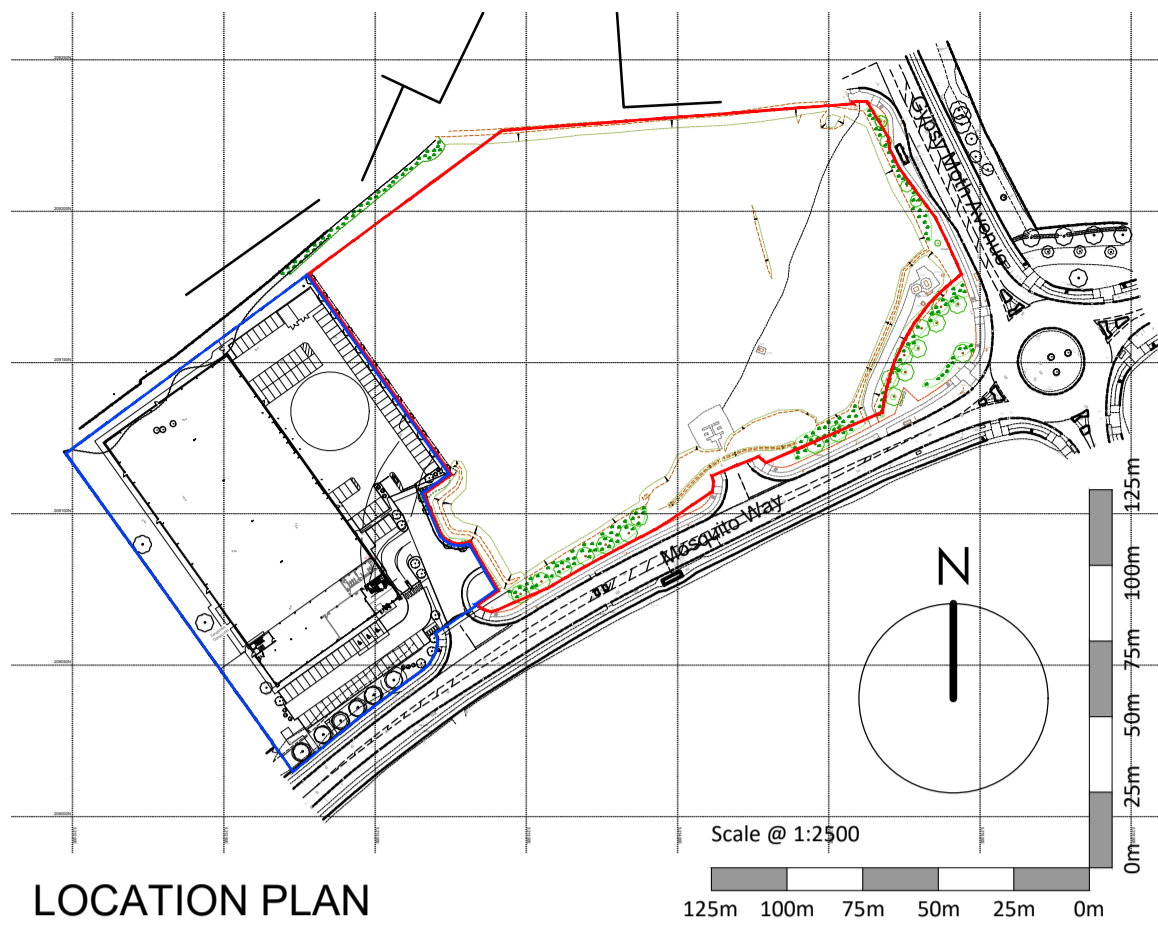 Gypsy Moth Avenue
Mosquito Way
N
125m
100m
75m
50m
25m
0m
Scale @ 1:2500
125m 100m 75m 50m 25m 0m
LOCATION PLAN